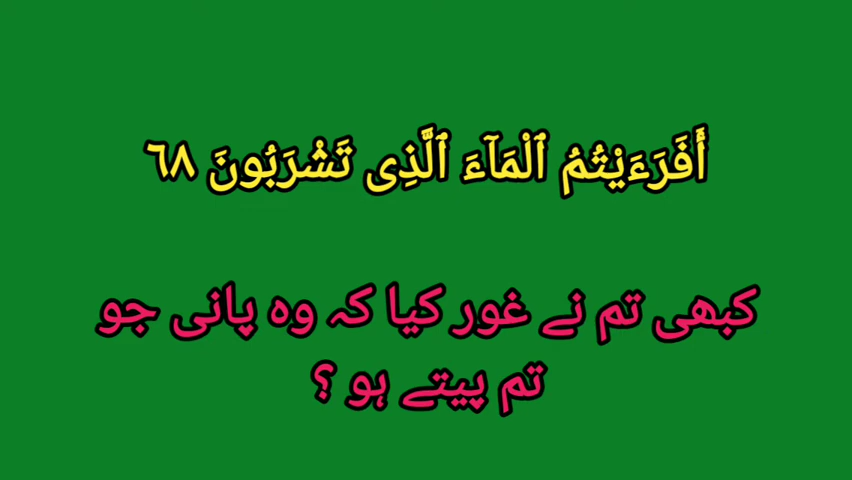 أَفَرَءَيْتُمُ ٱلْمَآءَ ٱلَّذِى تَشْرَبُونَ ٦٨
کبھی تم نے غور کیا کہ وہ پانی جو
تم پیتے ہو ؟